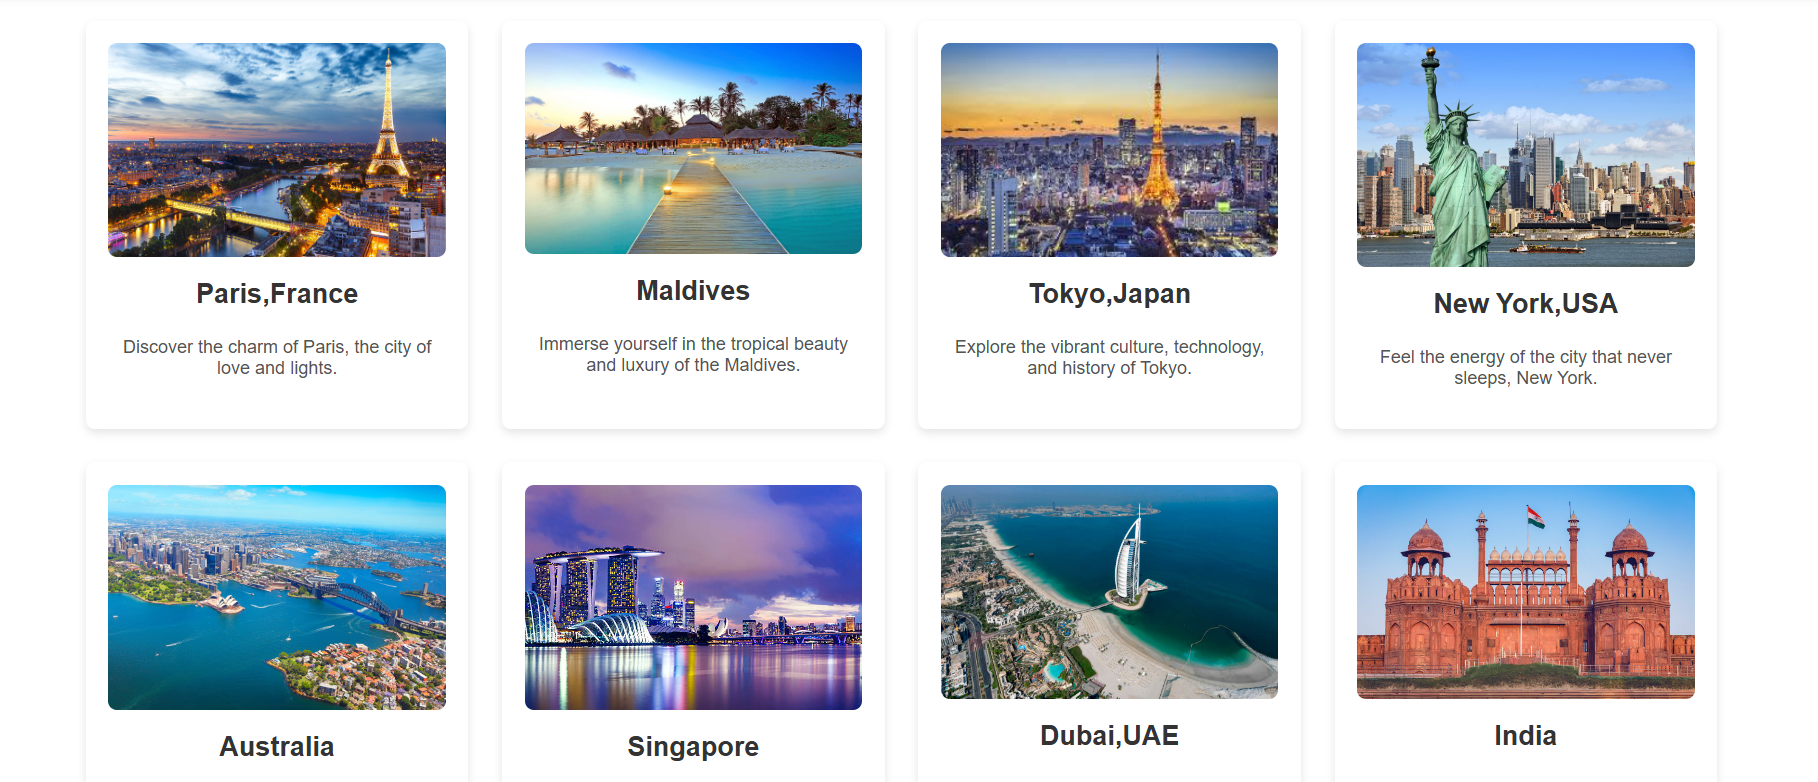 Paris,France
Discover the charm of Paris, the city of
love and lights.
Maldives
Immerse yourself in the tropical beauty
and luxury of the Maldives.
Tokyo,Japan
Explore the vibrant culture, technology,
and history of Tokyo.
New York,USA
Feel the energy of the city that never
sleeps, New York.
Australia
Singapore
Dubai,UAE
India